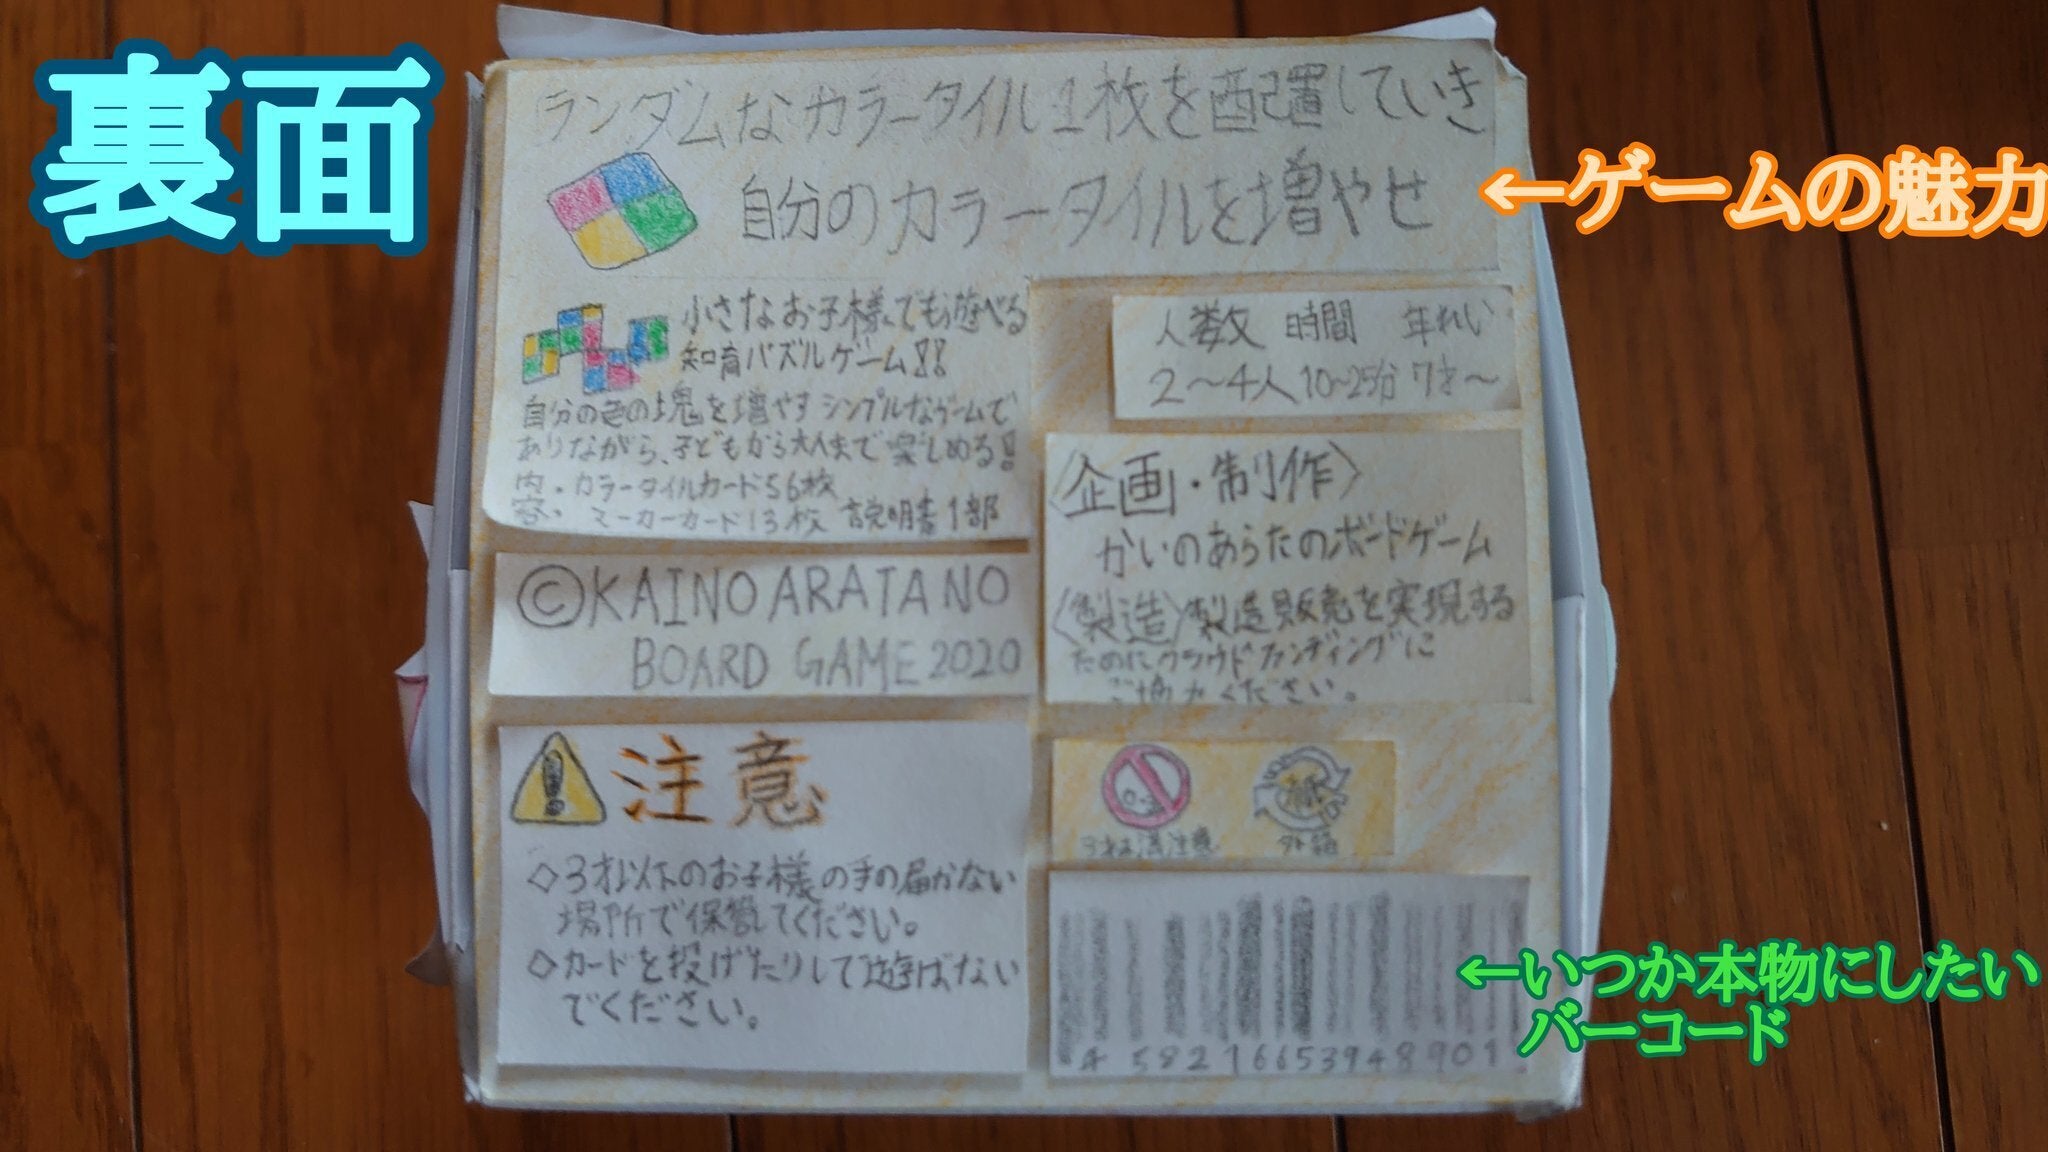 裏面
ランダムなカラータイル1枚を配置していき
自分のカラータイルを増やせ
←ゲームの魅力
小さなお子様でも遊べる
知育パズルゲーム!!
自分の色の塊を増やすシンプルなゲームで
ありながら、子どもから大人まで楽しめる!
内・カラータイルカード56枚
容・マーカーカード13枚 説明書1部
人数 時間 年れい
2～4人 10~25分 7才～
〈企画・制作〉
かいのあらたのボードゲーム
〈製造〉製造販売を実現する
ためにクラウドファンディングに
ご協力ください。
©KAINO ARATANO
BOARD GAME 2020
注意
◇3才以下のお子様の手の届かない
場所で保管してください。
◇カードを投げたりして遊ばない
でください。
紙
外箱
4 58216653948901
←いつか本物にしたい
バーコード